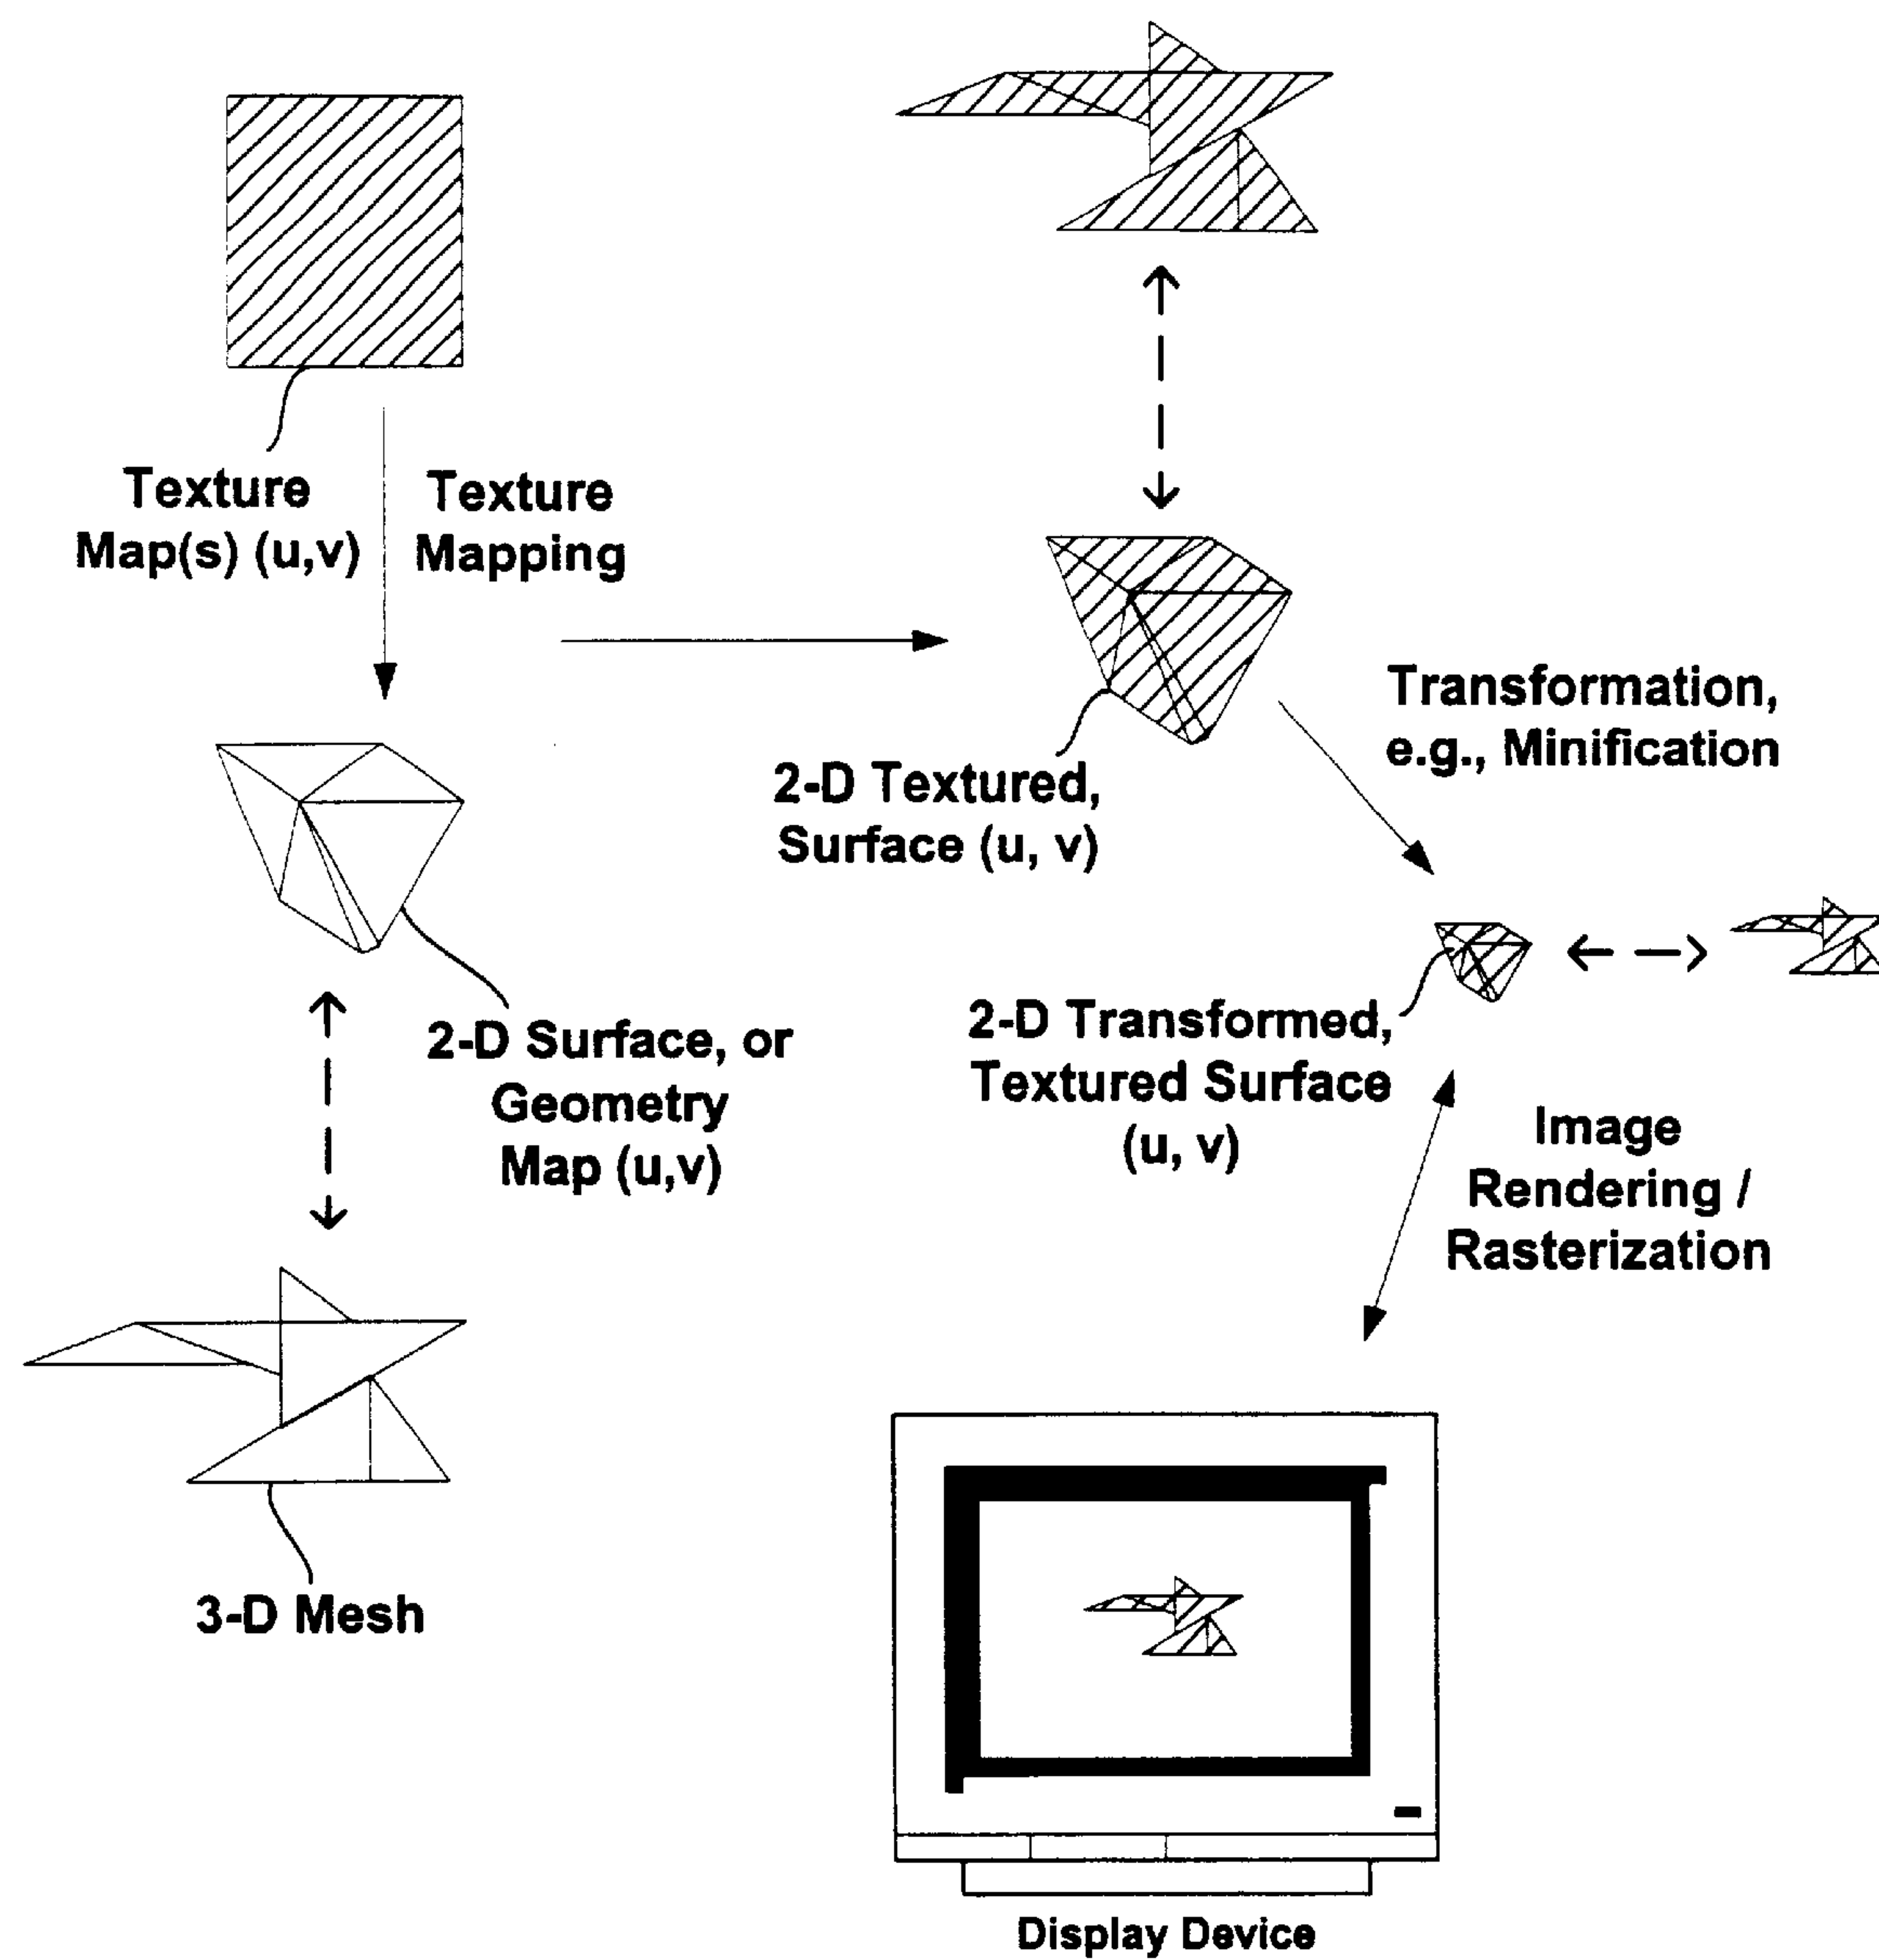 Texture
Map(s) (u,v)
Texture
Mapping
2-D Textured,
Surface (u, v)
Transformation,
e.g., Minification
2-D Surface, or
Geometry
Map (u,v)
2-D Transformed,
Textured Surface
(u, v)
Image
Rendering /
Rasterization
3-D Mesh
Display Device